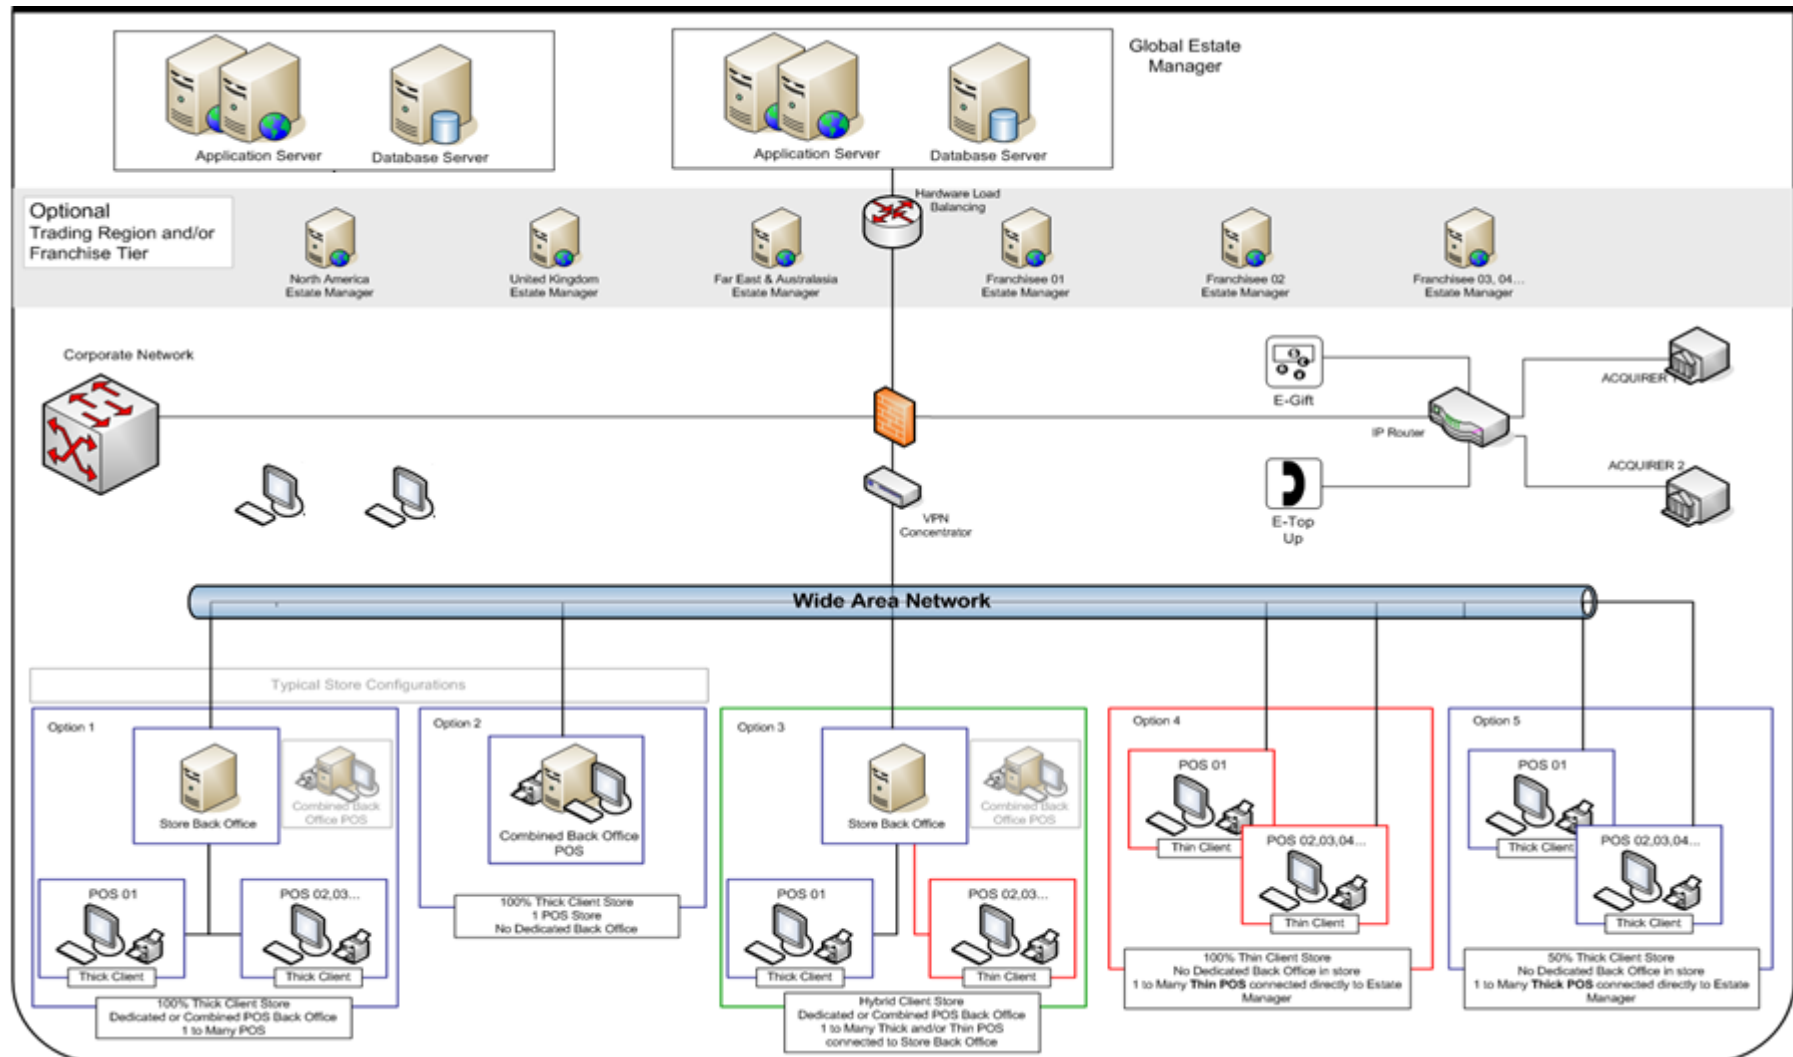 Global Estate
Manager
Application Server
Database Server
Application Server
Database Server
Hardware Load
Balancing
Optional
Trading Region and/or
Franchise Tier
North America
Estate Manager
United Kingdom
Estate Manager
Far East & Australasia
Estate Manager
Franchisee 01
Estate Manager
Franchisee 02
Estate Manager
Franchisee 03, 04...
Estate Manager
Corporate Network
E-Gift
ACQUIRER 1
IP Router
ACQUIRER 2
E-Top
Up
VPN
Concentrator
Wide Area Network
Typical Store Configurations
Option 1
Store Back Office
Combined Back
Office POS
POS 01
Thick Client
POS 02,03...
Thick Client
100% Thick Client Store
Dedicated or Combined POS Back Office
1 to Many POS
Option 2
Combined Back Office
POS
100% Thick Client Store
1 POS Store
No Dedicated Back Office
Option 3
Store Back Office
Combined Back
Office POS
POS 01
Thick Client
POS 02,03...
Thin Client
Hybrid Client Store
Dedicated or Combined POS Back Office
1 to Many Thick and/or Thin POS
connected to Store Back Office
Option 4
POS 01
Thin Client
POS 02,03,04...
Thin Client
100% Thin Client Store
No Dedicated Back Office in store
1 to Many Thin POS connected directly to Estate
Manager
Option 5
POS 01
Thick Client
POS 02,03,04...
Thick Client
50% Thick Client Store
No Dedicated Back Office in store
1 to Many Thick POS connected directly to Estate
Manager